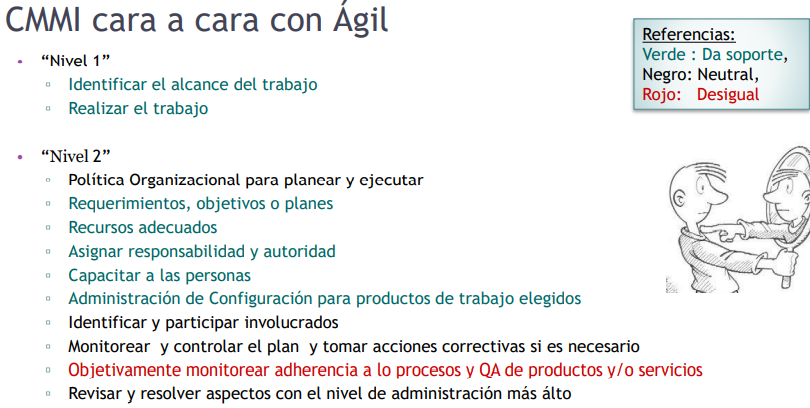 CMMI cara a cara con Ágil
Referencias:
Verde : Da soporte,
Negro: Neutral,
Rojo: Desigual
“Nivel 1”
Identificar el alcance del trabajo
Realizar el trabajo
“Nivel 2”
Política Organizacional para planear y ejecutar
Requerimientos, objetivos o planes
Recursos adecuados
Asignar responsabilidad y autoridad
Capacitar a las personas
Administración de Configuración para productos de trabajo elegidos
Identificar y participar involucrados
Monitorear y controlar el plan y tomar acciones correctivas si es necesario
Objetivamente monitorear adherencia a lo procesos y QA de productos y/o servicios
Revisar y resolver aspectos con el nivel de administración más álto